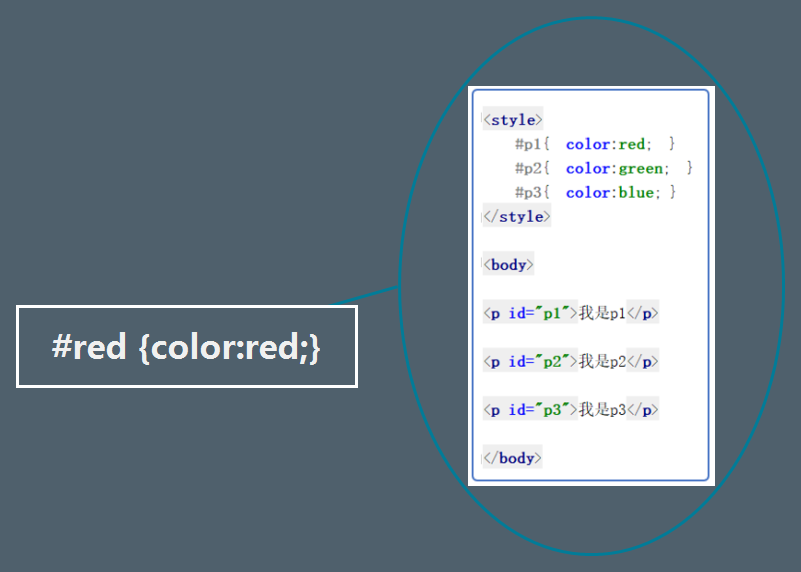 #red {color:red;}
<style>
#p1{ color:red; }
#p2{ color:green; }
#p3{ color:blue; }
</style>
<body>
<p id="p1">我是p1</p>
<p id="p2">我是p2</p>
<p id="p3">我是p3</p>
</body>